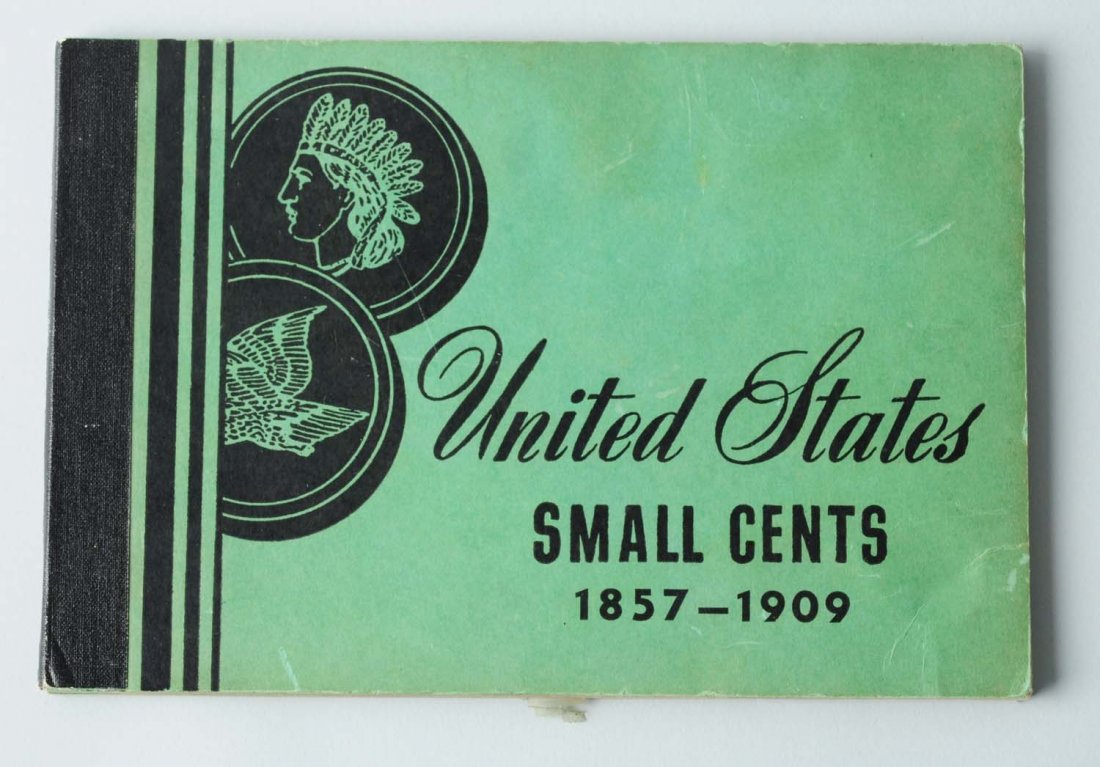 United States
SMALL CENTS
1857–1909